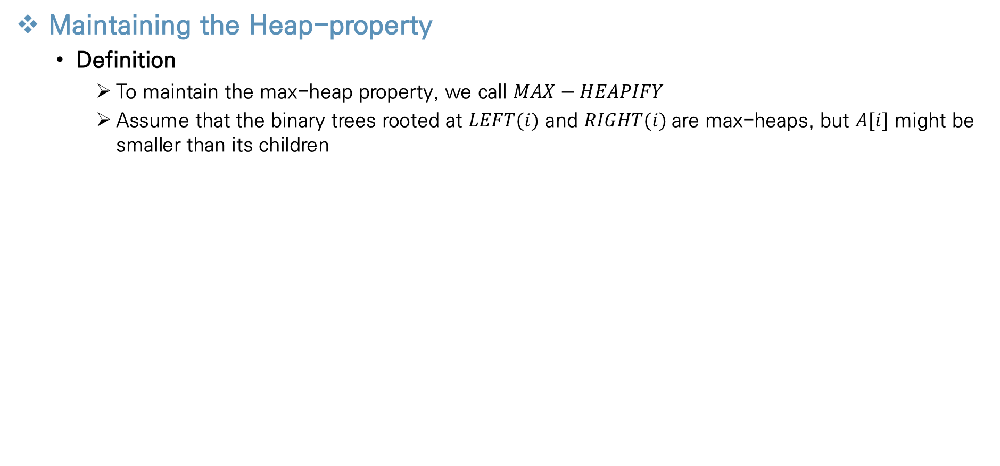 ❖ Maintaining the Heap-property
• Definition
➢ To maintain the max-heap property, we call MAX − HEAPIFY
➢ Assume that the binary trees rooted at LEFT(i) and RIGHT(i) are max-heaps, but A[i] might be
smaller than its children